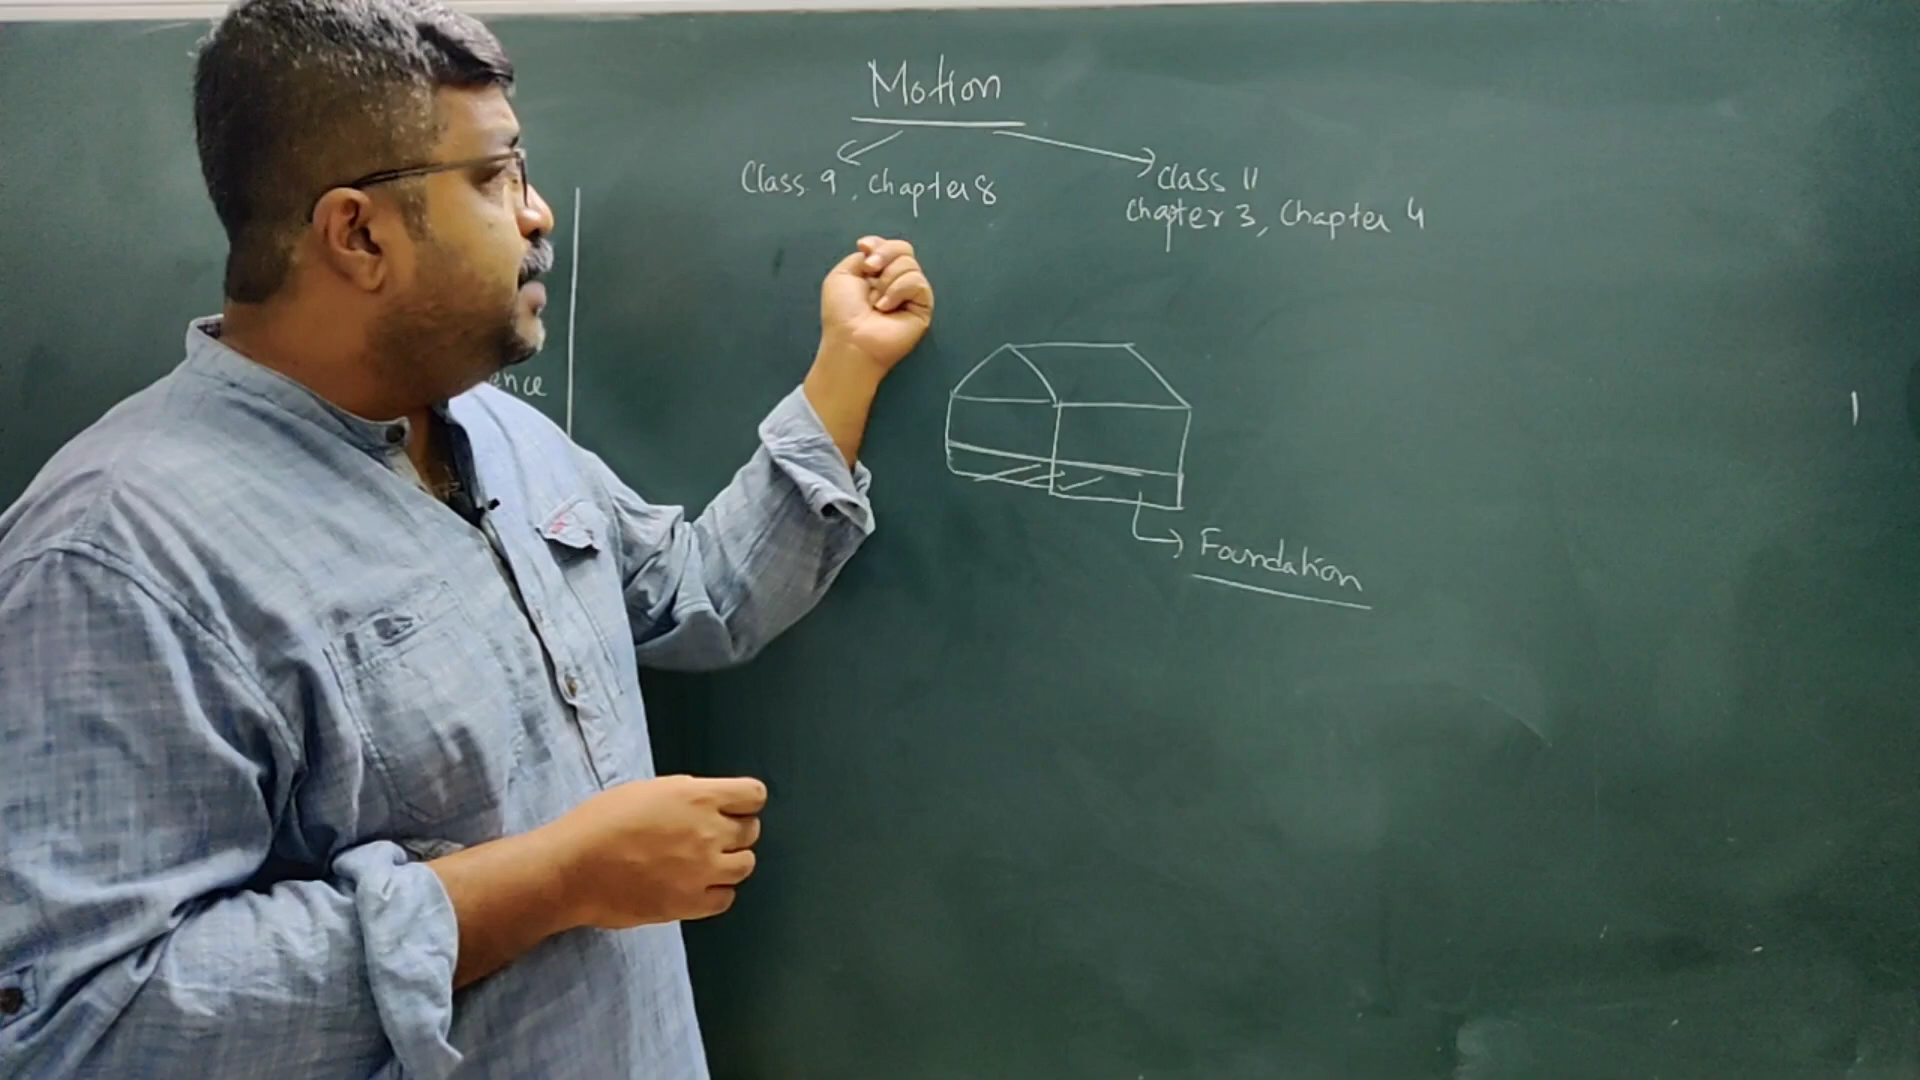 Motion
Class 9, Chapter 8
Class 11
Chapter 3, Chapter 4
Foundation